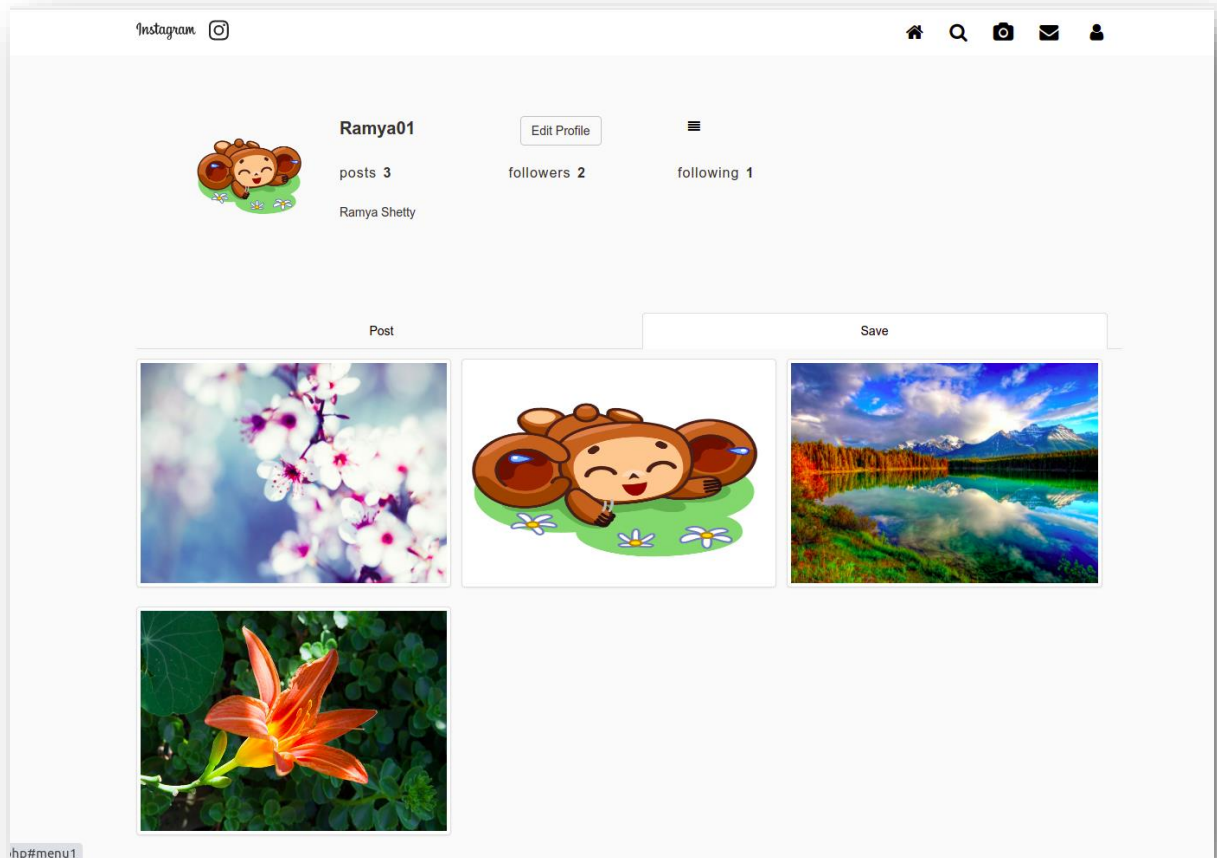 Instagram
Ramya01 Edit Profile
posts 3 followers 2 following 1
Ramya Shetty
Post Save
hp#menu1